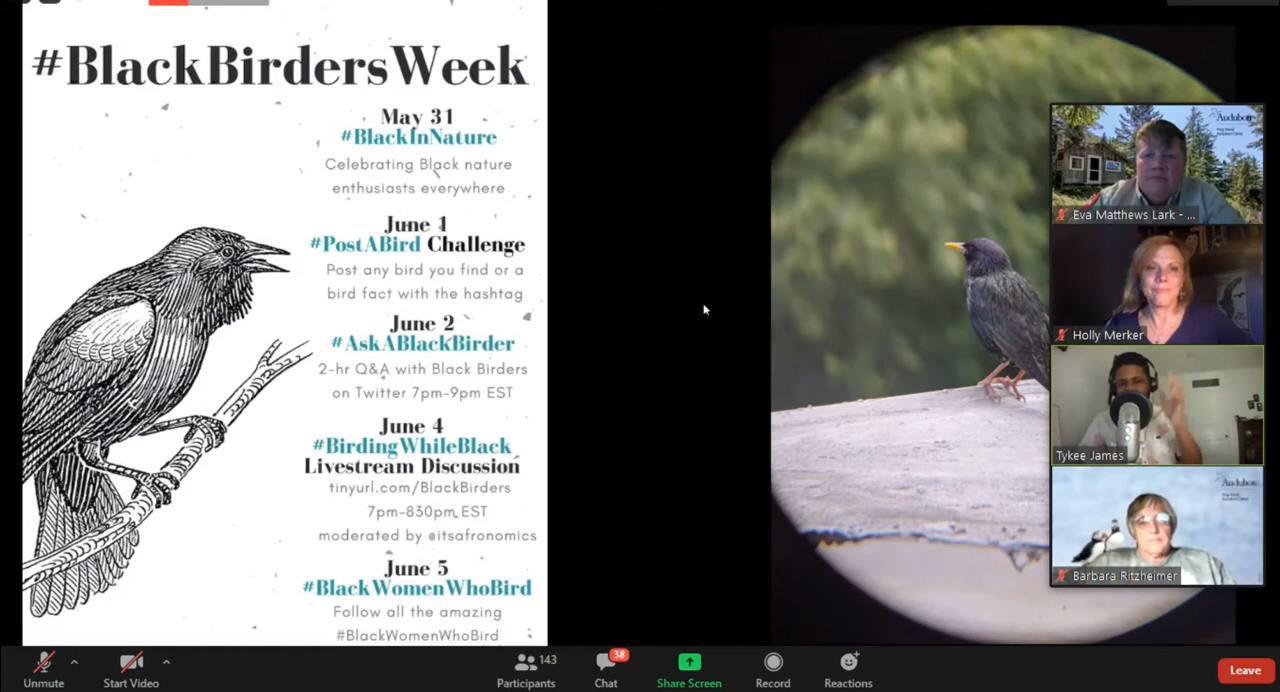 #BlackBirdersWeek
May 31
#BlackInNature
Celebrating Black nature
enthusiasts everywhere
June 1
#PostABird Challenge
Post any bird you find or a
bird fact with the hashtag
June 2
#AskABlackBirder
2-hr Q&A with Black Birders
on Twitter 7pm-9pm EST
June 4
#BirdingWhileBlack
Livestream Discussion
tinyurl.com/BlackBirders
7pm-830pm EST
moderated by @itsafronomics
June 5
#BlackWomenWhoBird
Follow all the amazing
#BlackWomenWhoBird
Audubon
Eva Matthews Lark - ...
Holly Merker
Tykee James
Audubon
Barbara Ritzheimer
Unmute
Start Video
143
Participants
38
Chat
Share Screen
Record
Reactions
Leave